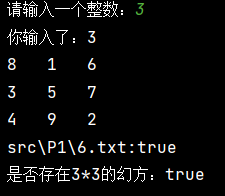 请输入一个整数：3
你输入了：3
8 1 6
3 5 7
4 9 2
src\P1\6.txt:true
是否存在3*3的幻方：true